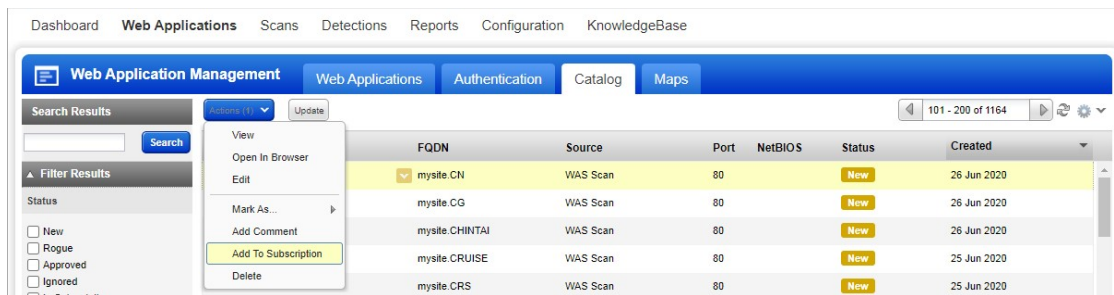 Dashboard Web Applications Scans Detections Reports Configuration KnowledgeBase
Web Application Management Web Applications Authentication Catalog Maps
Search Results Actions (1) Update 101 - 200 of 1164
Search
View
Open In Browser
Edit
Mark As...
Add Comment
Add To Subscription
Delete
Filter Results
Status
New
Rogue
Approved
Ignored
FQDN Source Port NetBIOS Status Created
mysite.CN WAS Scan 80 New 26 Jun 2020
mysite.CG WAS Scan 80 New 26 Jun 2020
mysite.CHINTAI WAS Scan 80 New 26 Jun 2020
mysite.CRUISE WAS Scan 80 New 25 Jun 2020
mysite.CRS WAS Scan 80 New 25 Jun 2020